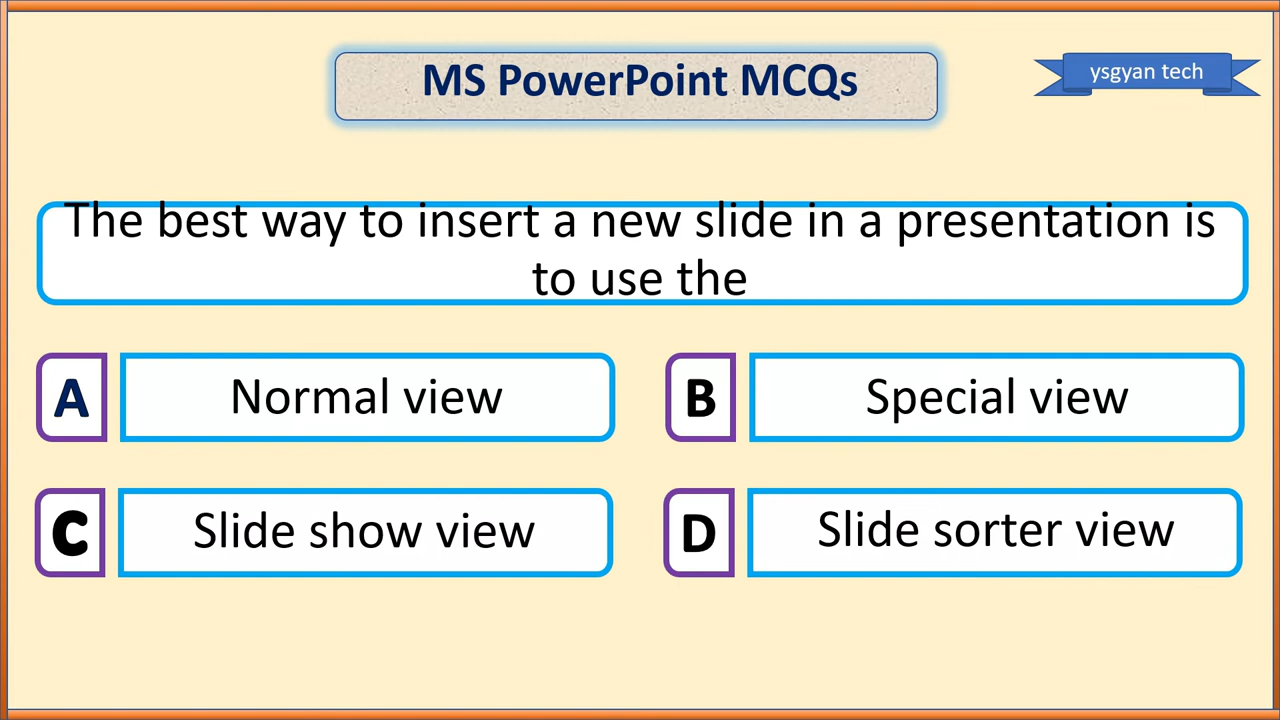 MS PowerPoint MCQs
ysgyan tech
The best way to insert a new slide in a presentation is
to use the
A
Normal view
B
Special view
C
Slide show view
D
Slide sorter view